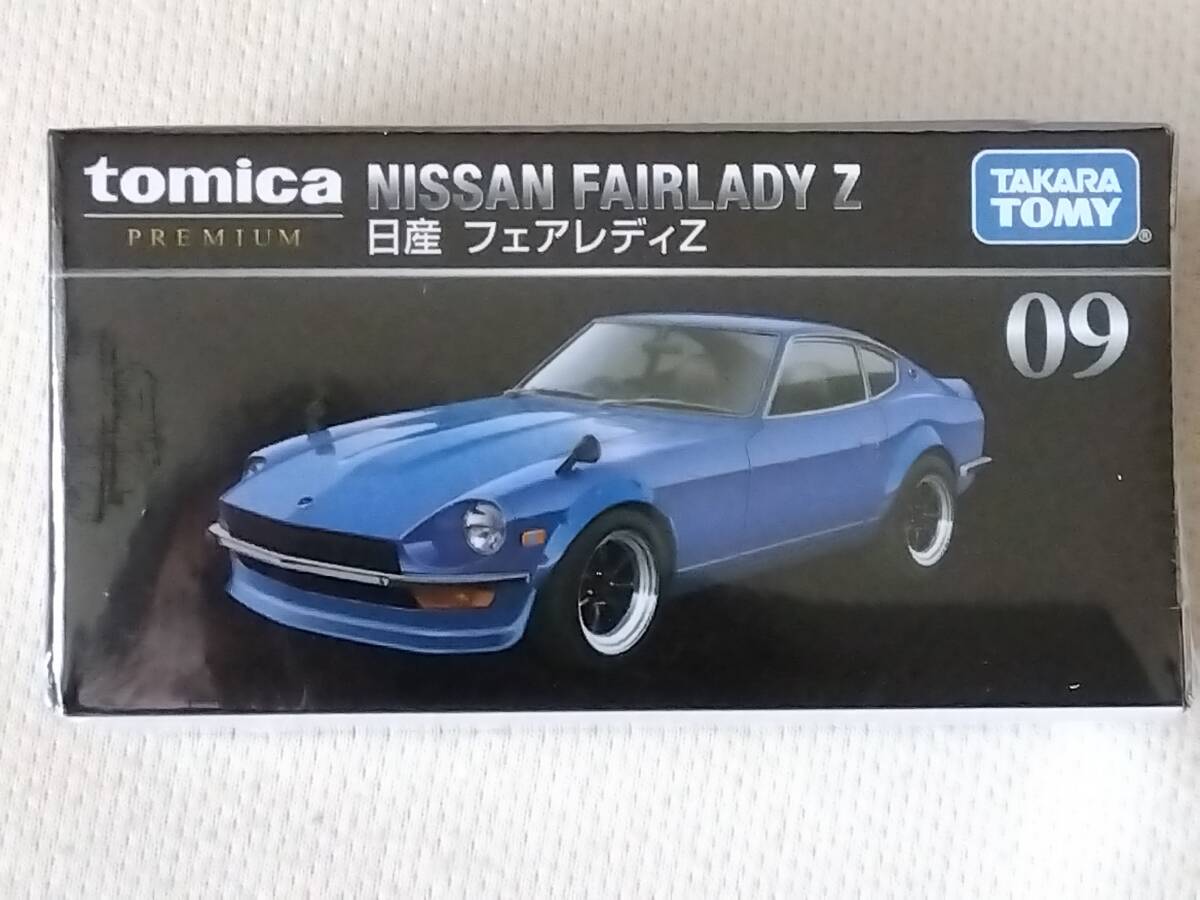 tomica
PREMIUM
NISSAN FAIRLADY Z
日産 フェアレディZ
TAKARA
TOMY
®
09